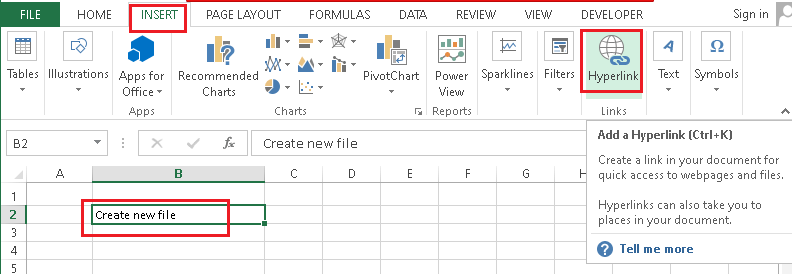 FILE HOME INSERT PAGE LAYOUT FORMULAS DATA REVIEW VIEW DEVELOPER Sign in
Tables Illustrations Apps for Office Recommended Charts PivotChart Power View Sparklines Filters Hyperlink Text Symbols
Apps Charts Reports Links
B2 fx Create new file
Add a Hyperlink (Ctrl+K)
Create a link in your document for
quick access to webpages and files.
Hyperlinks can also take you to
places in your document.
? Tell me more
A B C D E F G H
1
2 Create new file
3
4
5